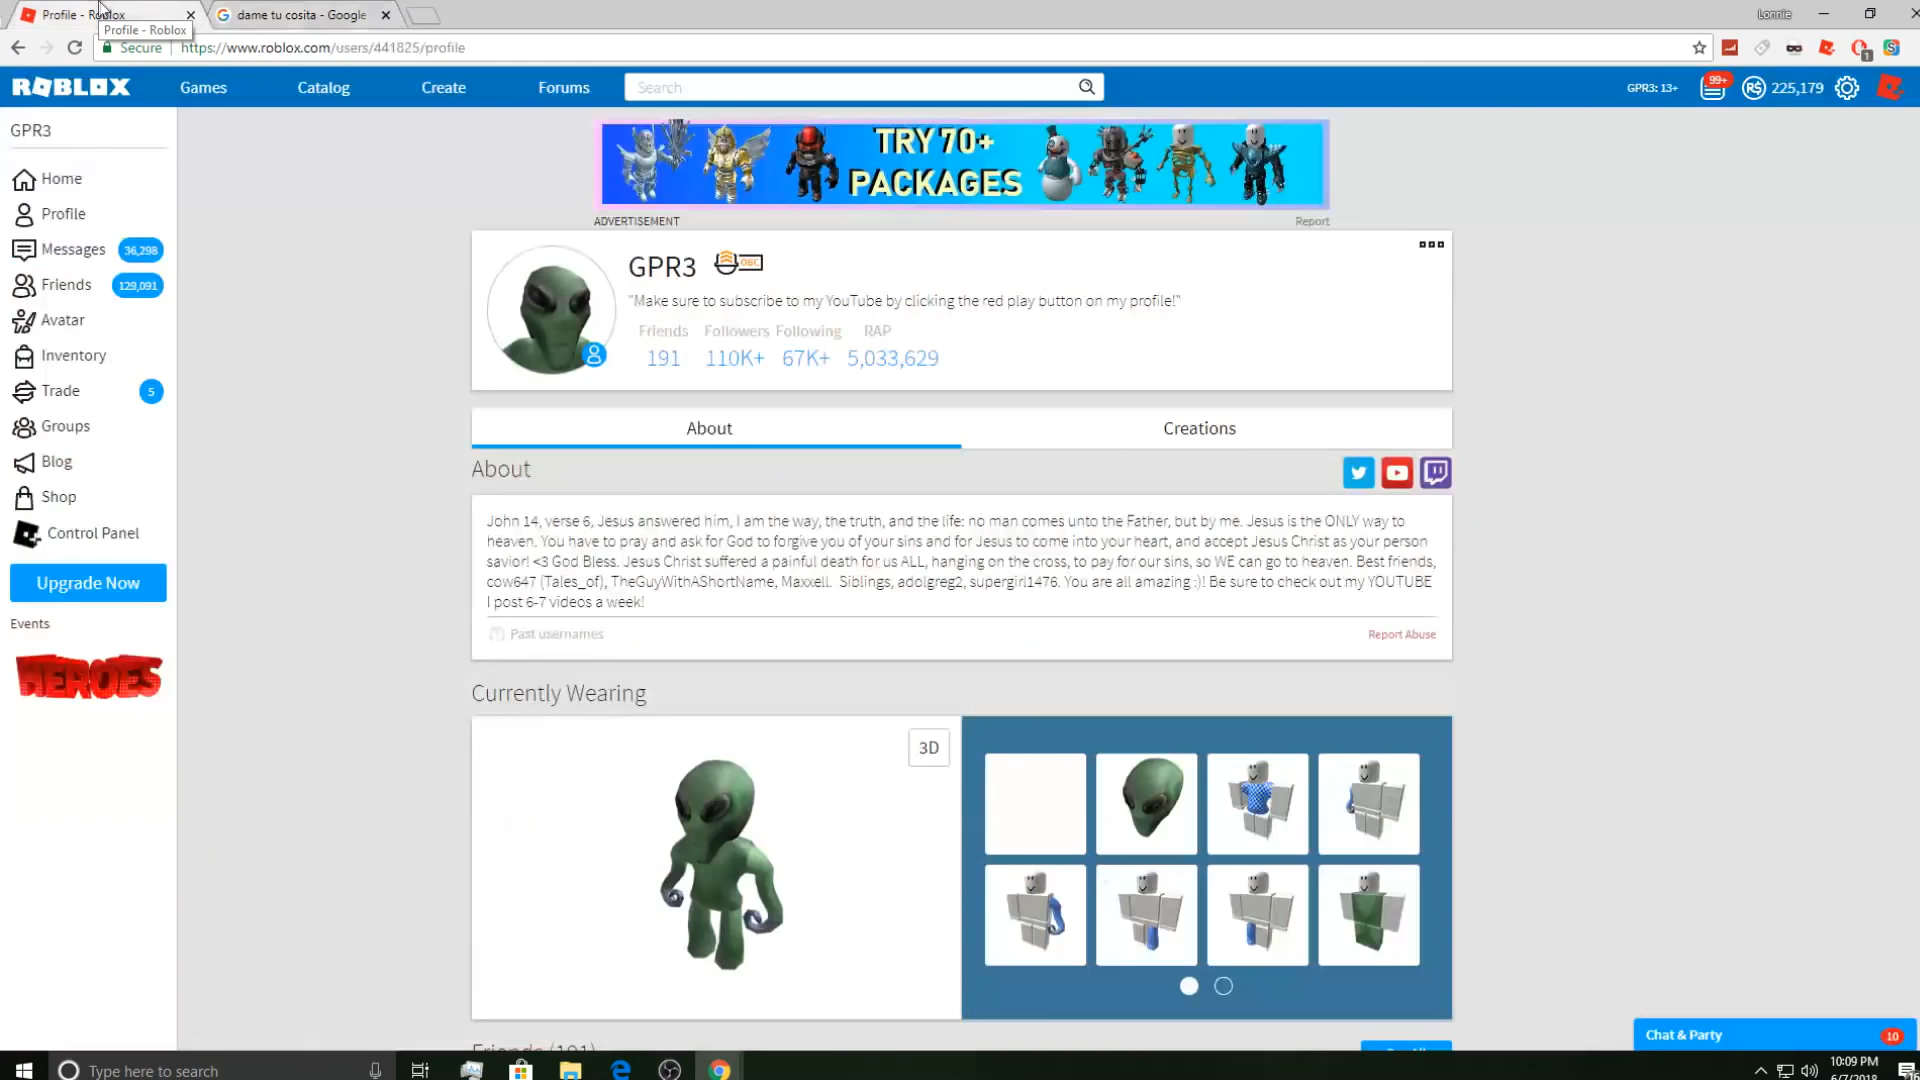 Profile - Roblox
dame tu cosita - Google
Lonnie
Profile - Roblox
Secure
https://www.roblox.com/users/441825/profile
1
ROBLOX
Games
Catalog
Create
Forums
Search
GPR3: 13+
99+
R$
225,179
GPR3
Home
Profile
Messages
36,298
Friends
129,091
Avatar
Inventory
Trade
5
Groups
Blog
Shop
Control Panel
Upgrade Now
Events
HEROES
TRY 70+
PACKAGES
ADVERTISEMENT
Report
GPR3
OBC
"Make sure to subscribe to my YouTube by clicking the red play button on my profile!"
Friends Followers Following RAP
191 110K+ 67K+ 5,033,629
About
Creations
About
John 14, verse 6, Jesus answered him, I am the way, the truth, and the life: no man comes unto the Father, but by me. Jesus is the ONLY way to
heaven. You have to pray and ask for God to forgive you of your sins and for Jesus to come into your heart, and accept Jesus Christ as your person
savior! <3 God Bless. Jesus Christ suffered a painful death for us ALL, hanging on the cross, to pay for our sins, so WE can go to heaven. Best friends,
cow647 (Tales_of), TheGuyWithAShortName, Maxxell. Siblings, adolgreg2, supergirl1476. You are all amazing :)! Be sure to check out my YOUTUBE
I post 6-7 videos a week!
Past usernames
Report Abuse
Currently Wearing
3D
Friends (191)
Chat & Party
10
Type here to search
10:09 PM
6/7/2018